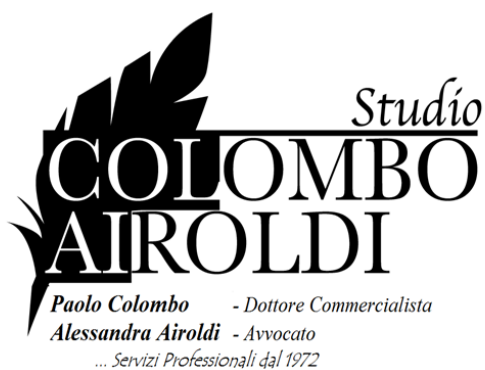 Studio
COLOMBO
AIROLDI
Paolo Colombo - Dottore Commercialista
Alessandra Airoldi - Avvocato
... Servizi Professionali dal 1972